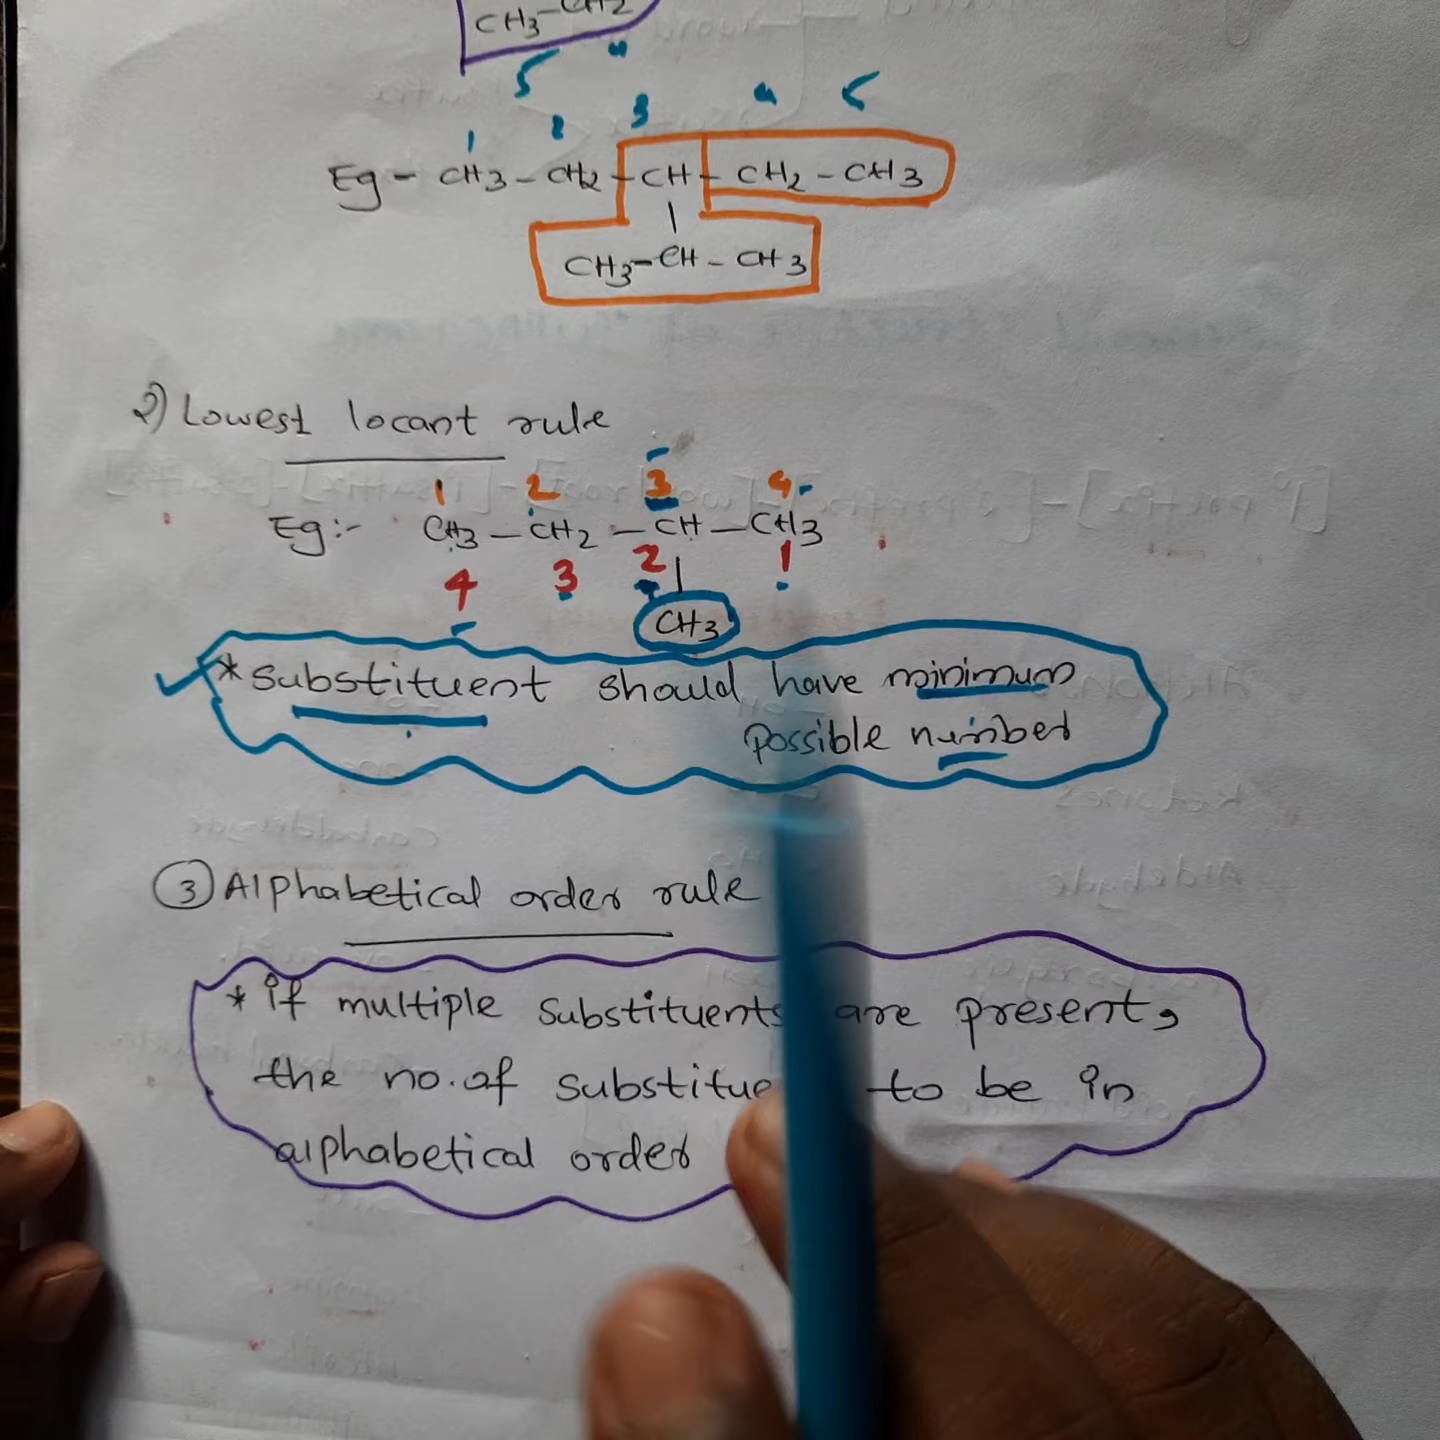 CH3-CH2
5 4
1 2 3 4 5
Eg - CH3 - CH2 - CH - CH2 - CH3
|
CH3 - CH - CH3
2) Lowest locant rule
1 2 3 4
Eg:- CH3 - CH2 - CH - CH3
4 3 2 1
|
CH3
* substituent should have minimum
possible number
3 Alphabetical order rule
* if multiple substituents are present,
the no. of to be in
alphabetical order